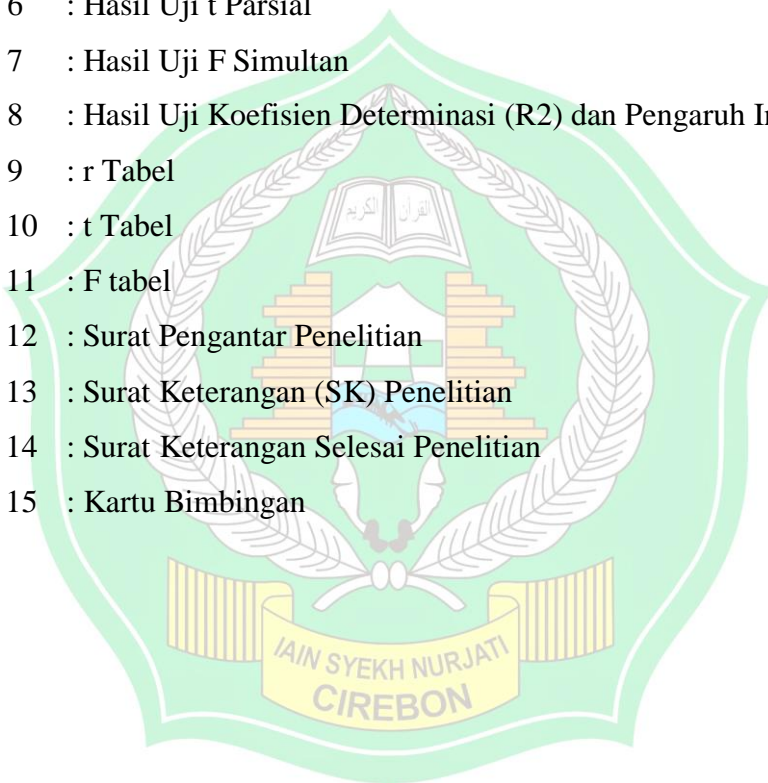 6 : Hasil Uji t Parsial
7 : Hasil Uji F Simultan
8 : Hasil Uji Koefisien Determinasi (R2) dan Pengaruh
9 : r Tabel
10 : t Tabel
11 : F tabel
12 : Surat Pengantar Penelitian
13 : Surat Keterangan (SK) Penelitian
14 : Surat Keterangan Selesai Penelitian
15 : Kartu Bimbingan
القرآن الكريم
IAIN SYEKH NURJATI
CIREBON